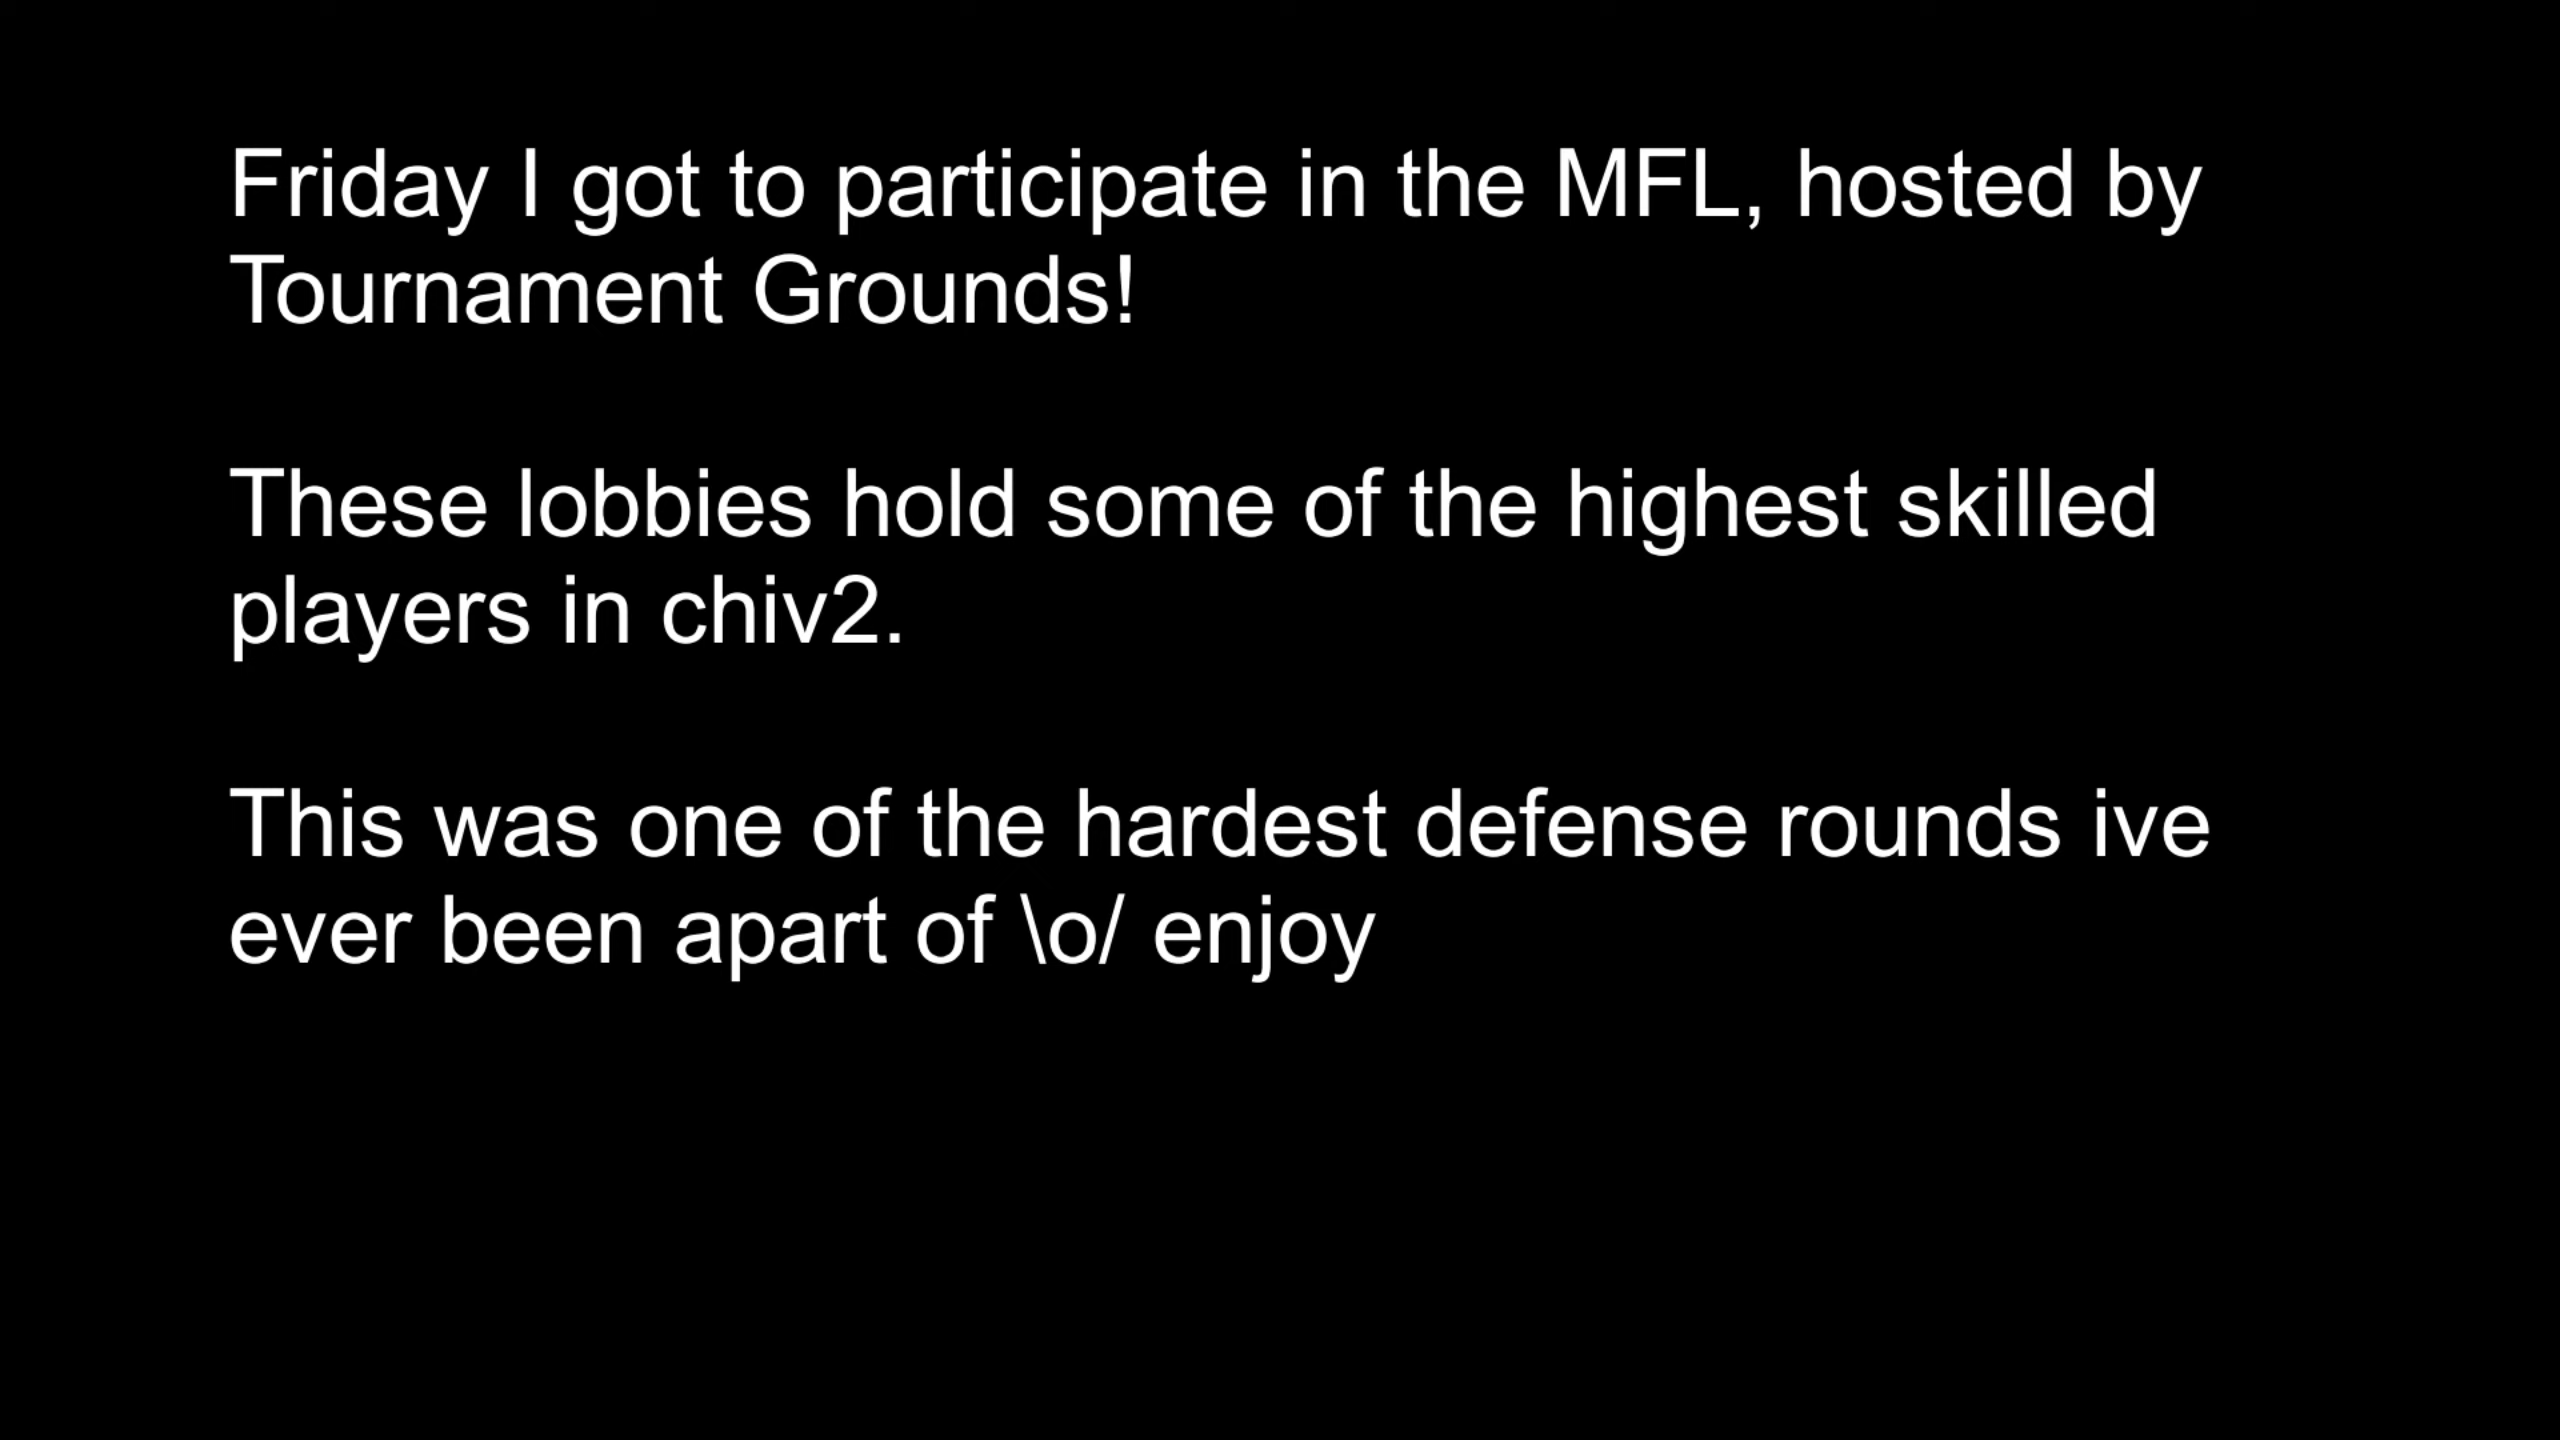 Friday I got to participate in the MFL, hosted by
Tournament Grounds!
These lobbies hold some of the highest skilled
players in chiv2.
This was one of the hardest defense rounds ive
ever been apart of \o/ enjoy